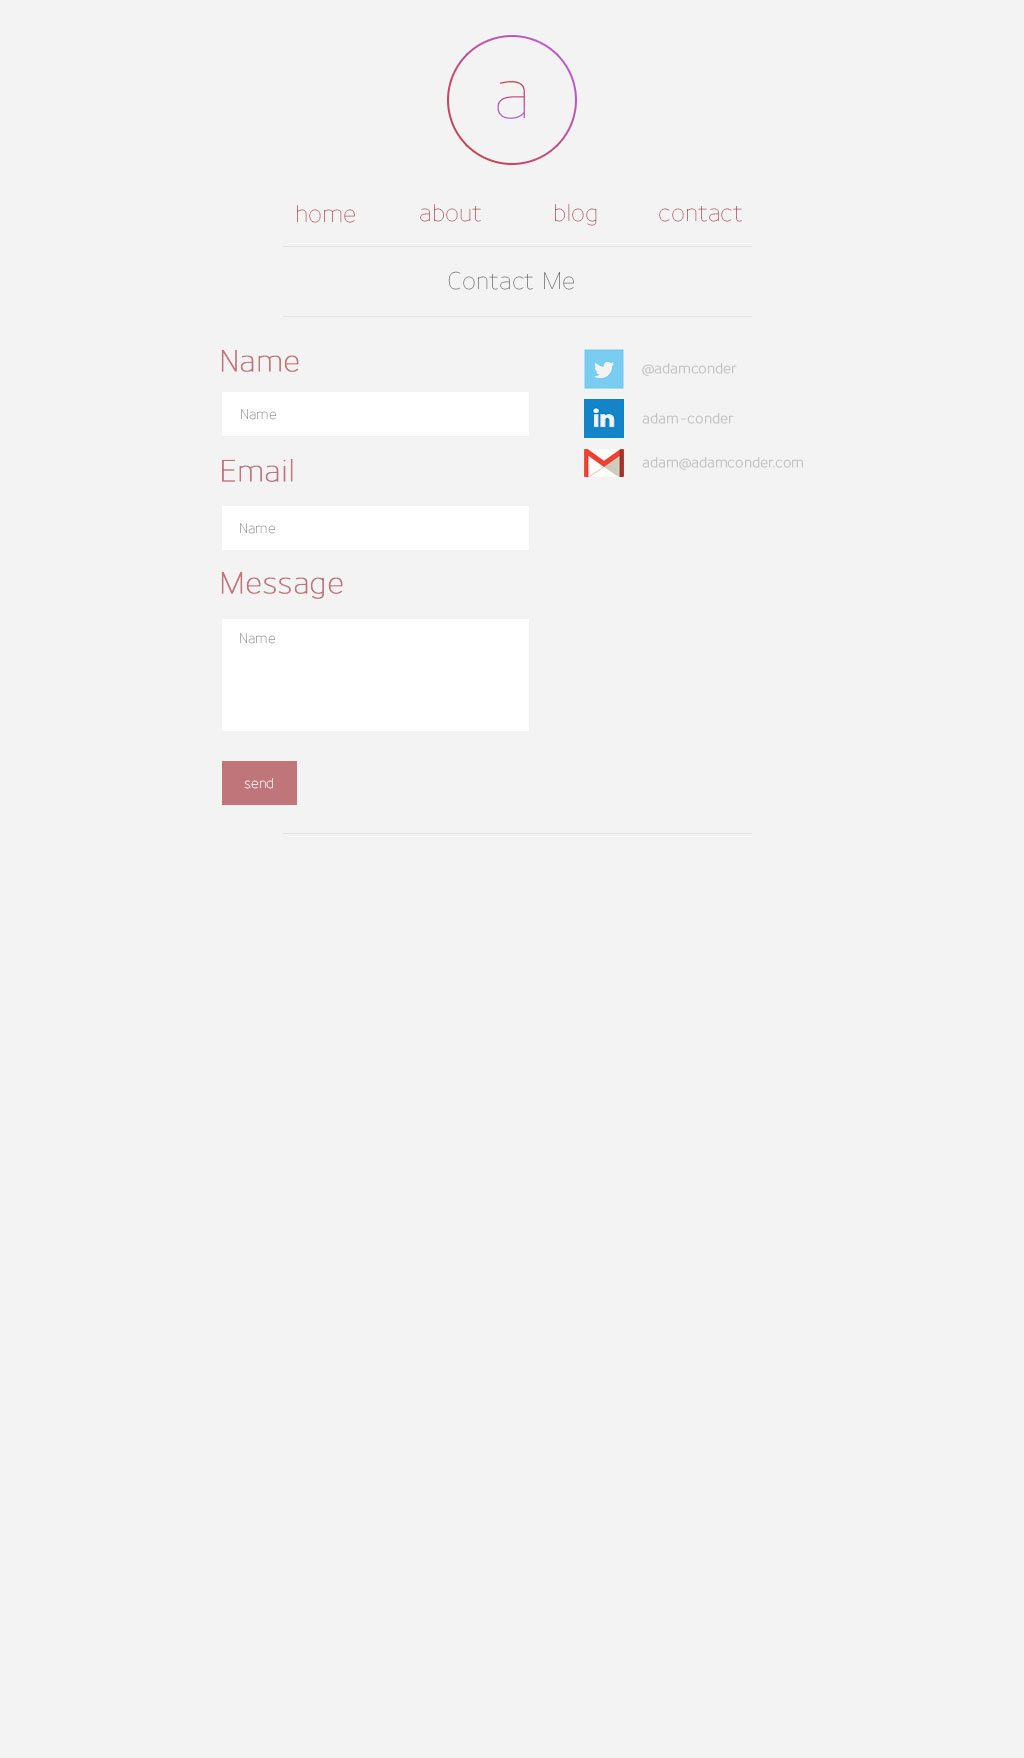 a
home about blog contact
Contact Me
Name
Name
Email
Name
Message
Name
send
@adamconder
in adam-conder
adam@adamconder.com